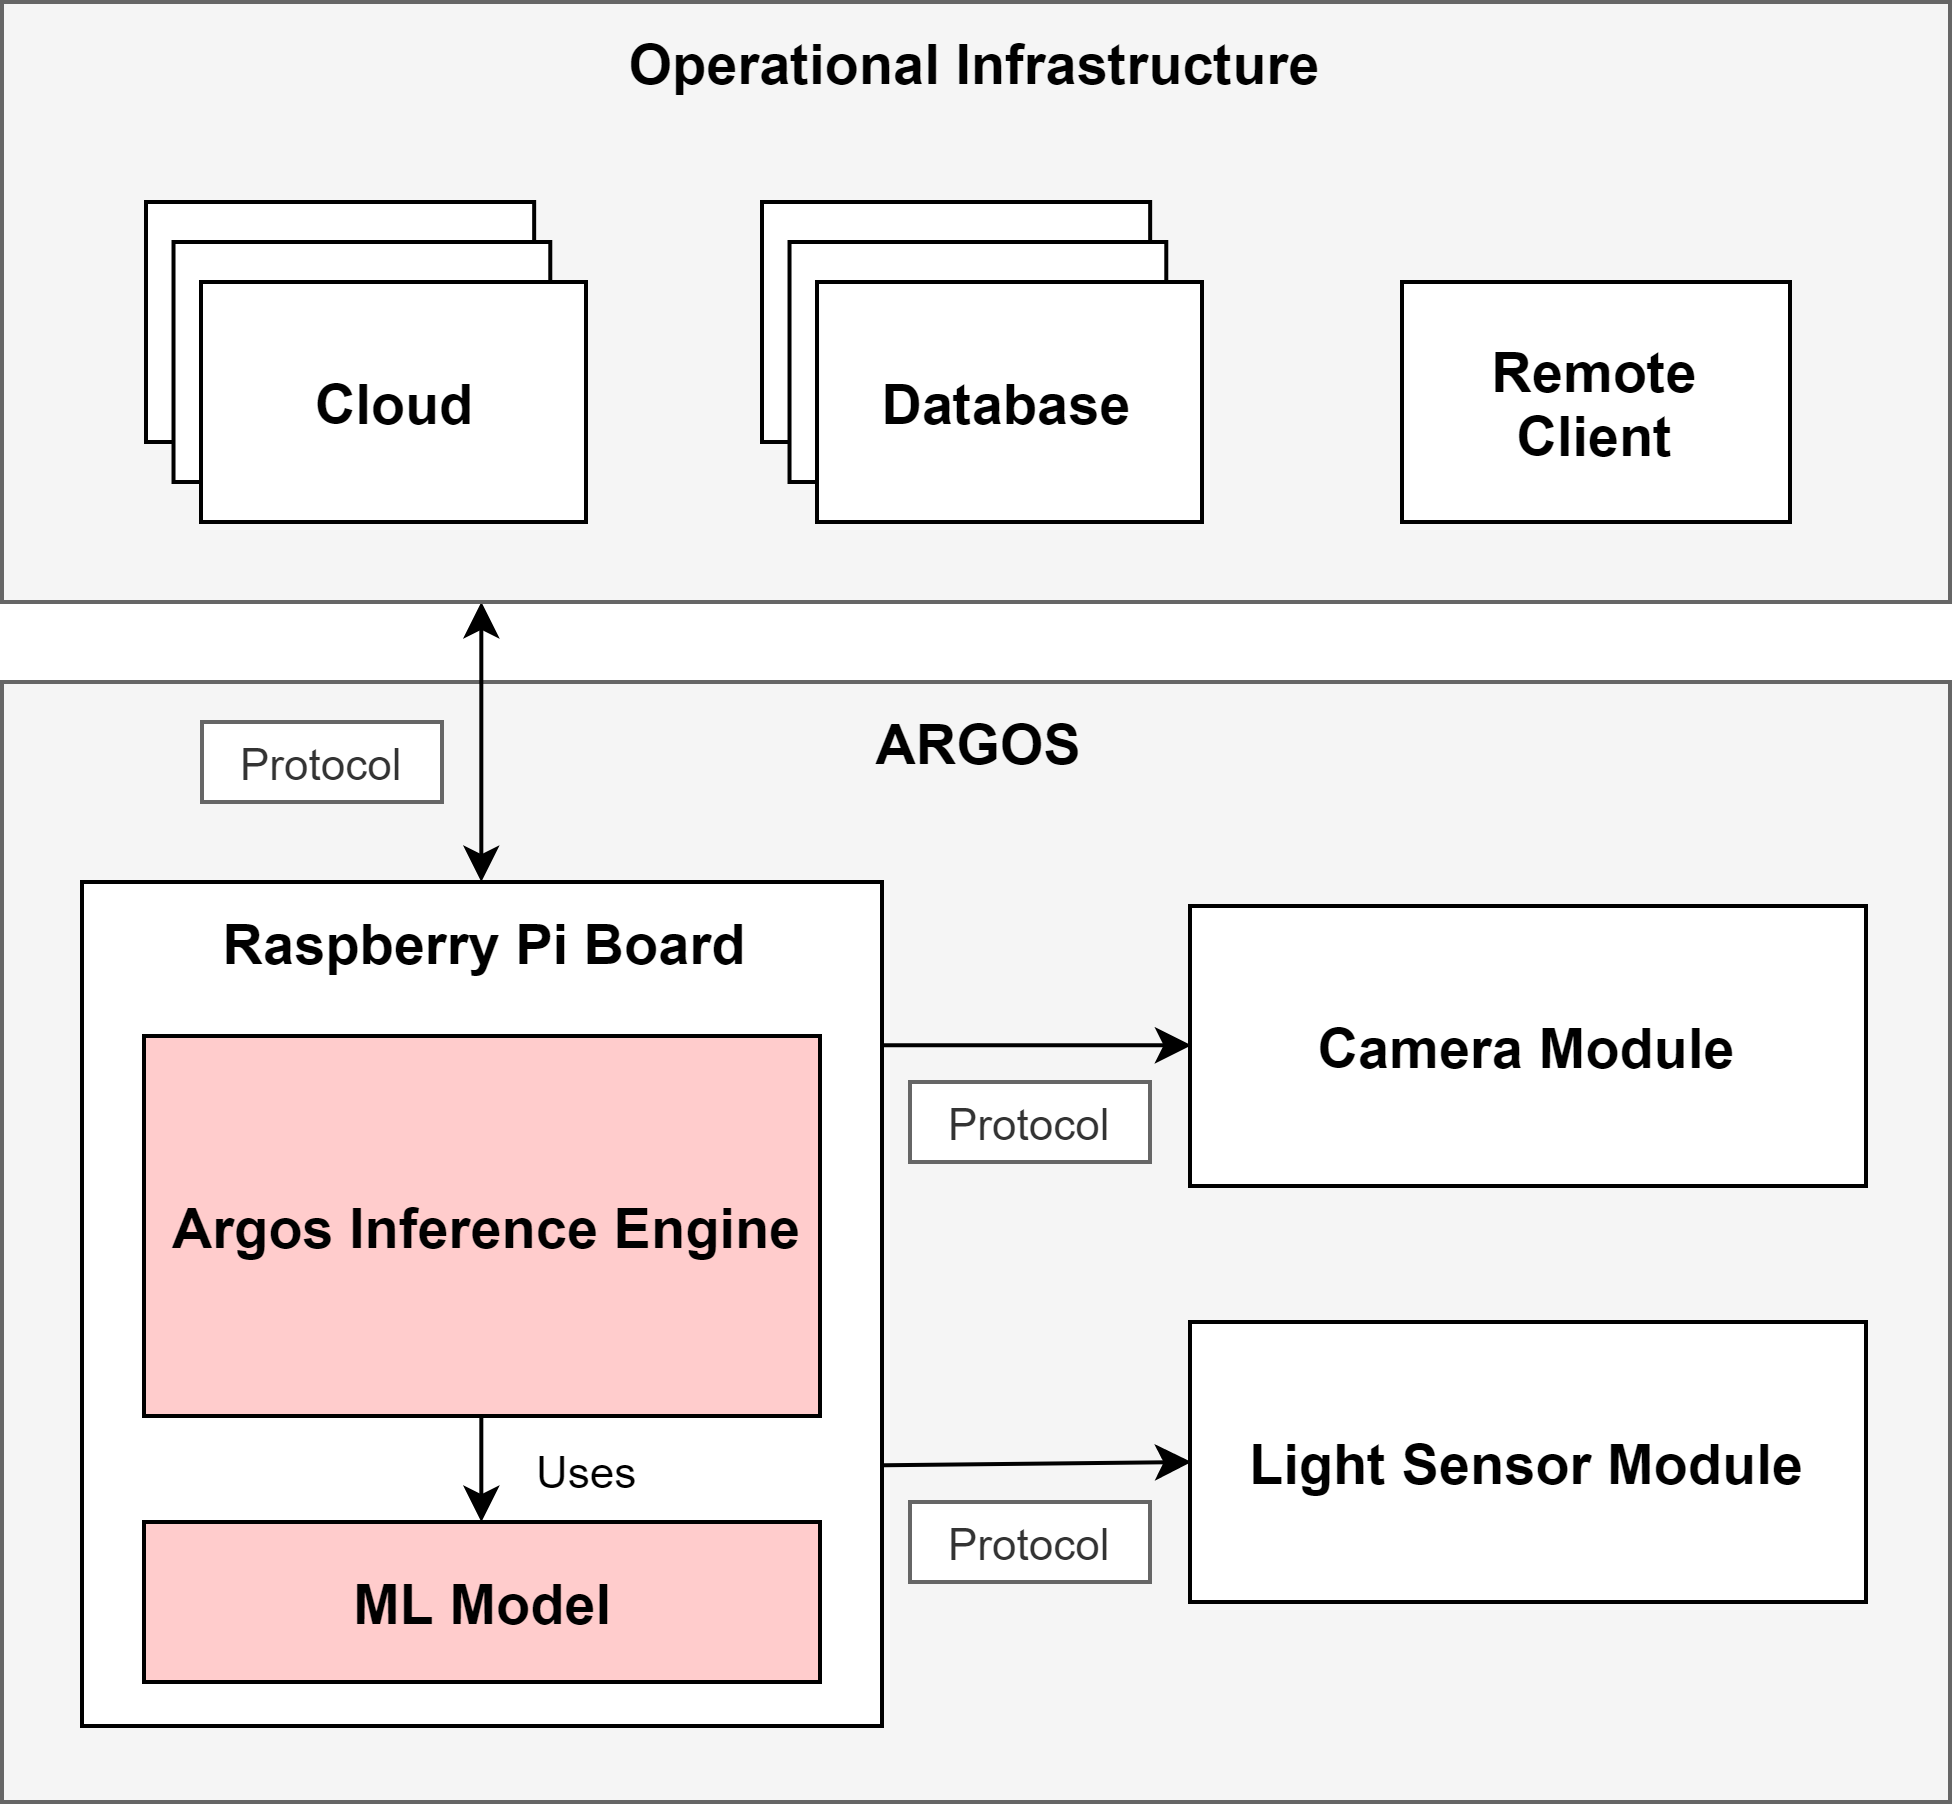 Operational Infrastructure
Cloud
Database
Remote
Client
Protocol
ARGOS
Raspberry Pi Board
Argos Inference Engine
Uses
ML Model
Protocol
Camera Module
Protocol
Light Sensor Module